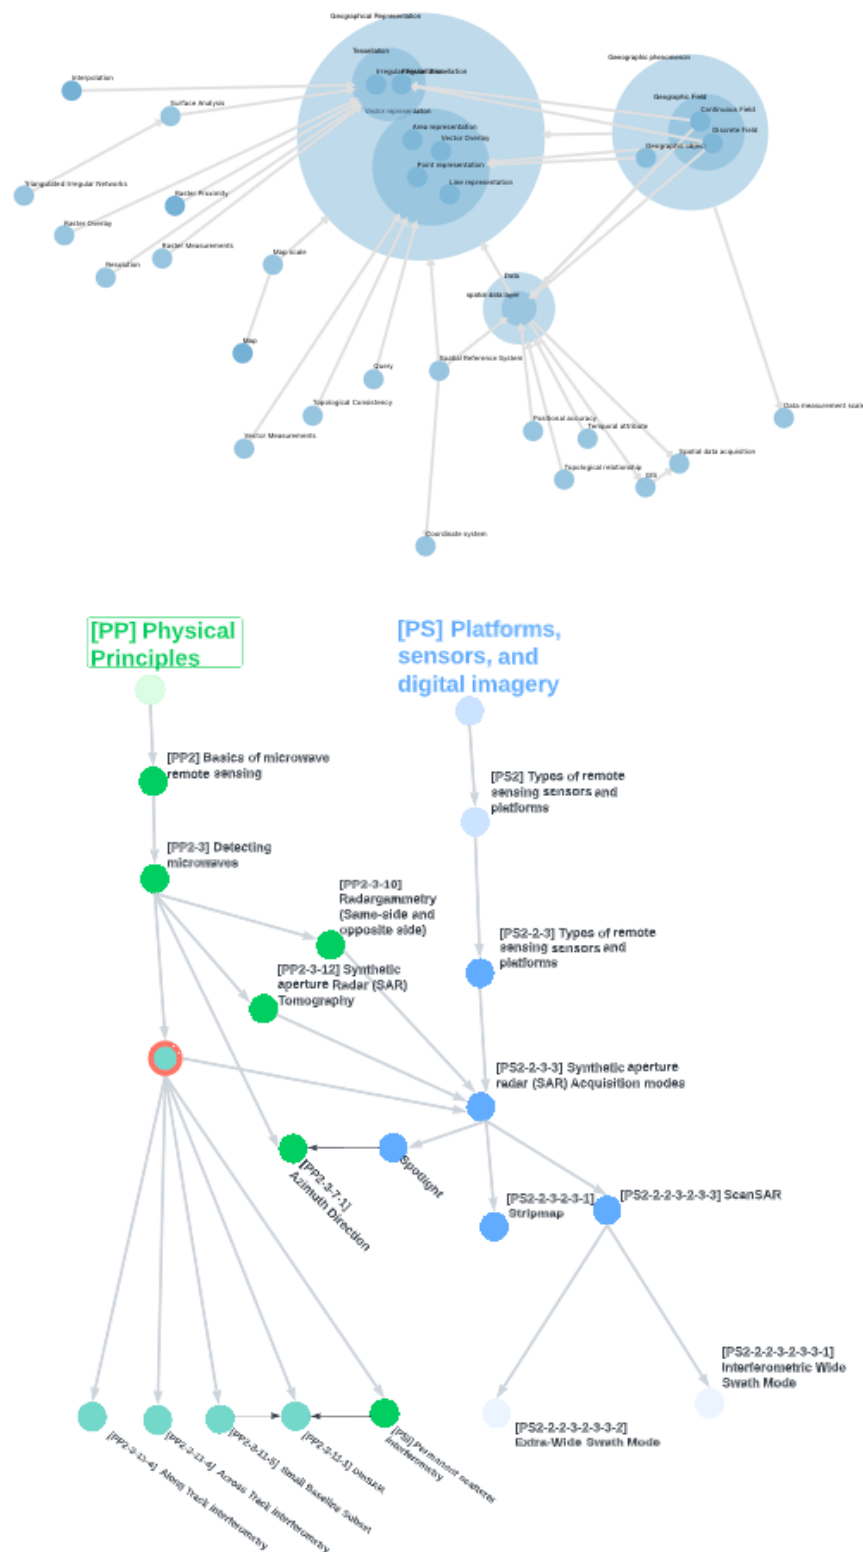 Geographical Representation
Tessellation
Vector representation
Area representation
Vector Overlay
Point representation
Line representation
Geographic phenomenon
Geographic Field
Continuous Field
Discrete Field
Geographic object
Interpolation
Surface Analysis
Triangulated Irregular Networks
Raster Proximity
Raster Overlay
Raster Measurements
Resolution
Map scale
Map
Data
spatial data layer
Query
Spatial Reference System
Topological Consistency
Vector Measurements
Positional accuracy
Temporal attribute
Data measurement scale
Spatial data acquisition
Topological relationship
Coordinate system
[PP] Physical
Principles
[PS] Platforms,
sensors, and
digital imagery
[PP2] Basics of microwave
remote sensing
[PS2] Types of remote
sensing sensors and
platforms
[PP2-3] Detecting
microwaves
[PP2-3-10]
Radargammetry
(Same-side and
opposite side)
[PS2-2-3] Types of remote
sensing sensors and
platforms
[PP2-3-12] Synthetic
aperture Radar (SAR)
Tomography
[PS2-2-3-3] Synthetic aperture
radar (SAR) Acquisition modes
[PP2-3-7-1]
Azimuth Direction
Spotlight
[PS2-2-3-2-3-1]
Stripmap
[PS2-2-2-3-2-3-3] ScanSAR
[PS2-2-2-3-2-3-3-1]
Interferometric Wide
Swath Mode
[PS2-2-2-3-2-3-3-2]
Extra-Wide Swath Mode
[PP2-3-11-4] Along Track Interferometry
Across Track Interferometry
[PP2-3-11-5] Small Baseline Subset
[PP2-3-11-1] DInSAR
[PSI] Permanent scatterer
interferometry